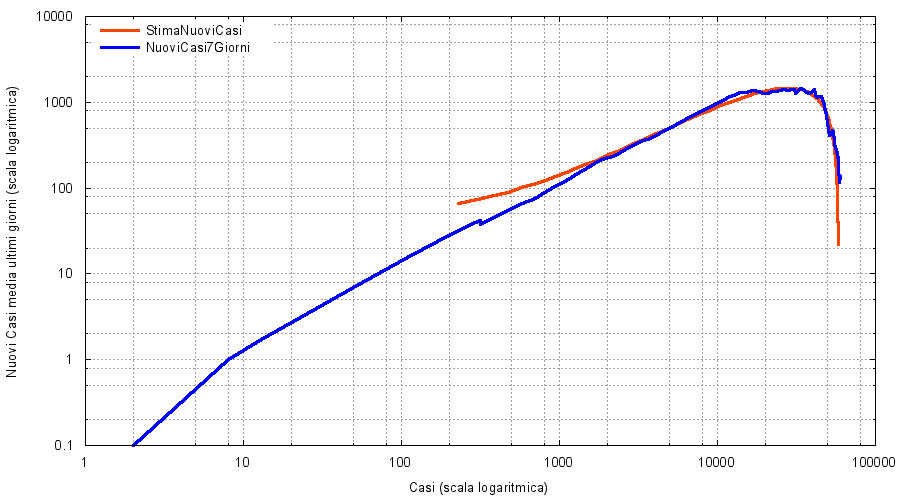 10000
1000
100
10
1
0.1
StimaNuoviCasi
NuoviCasi7Giorni
Nuovi Casi media ultimi giorni (scala logaritmica)
1 10 100 1000 10000 100000
Casi (scala logaritmica)